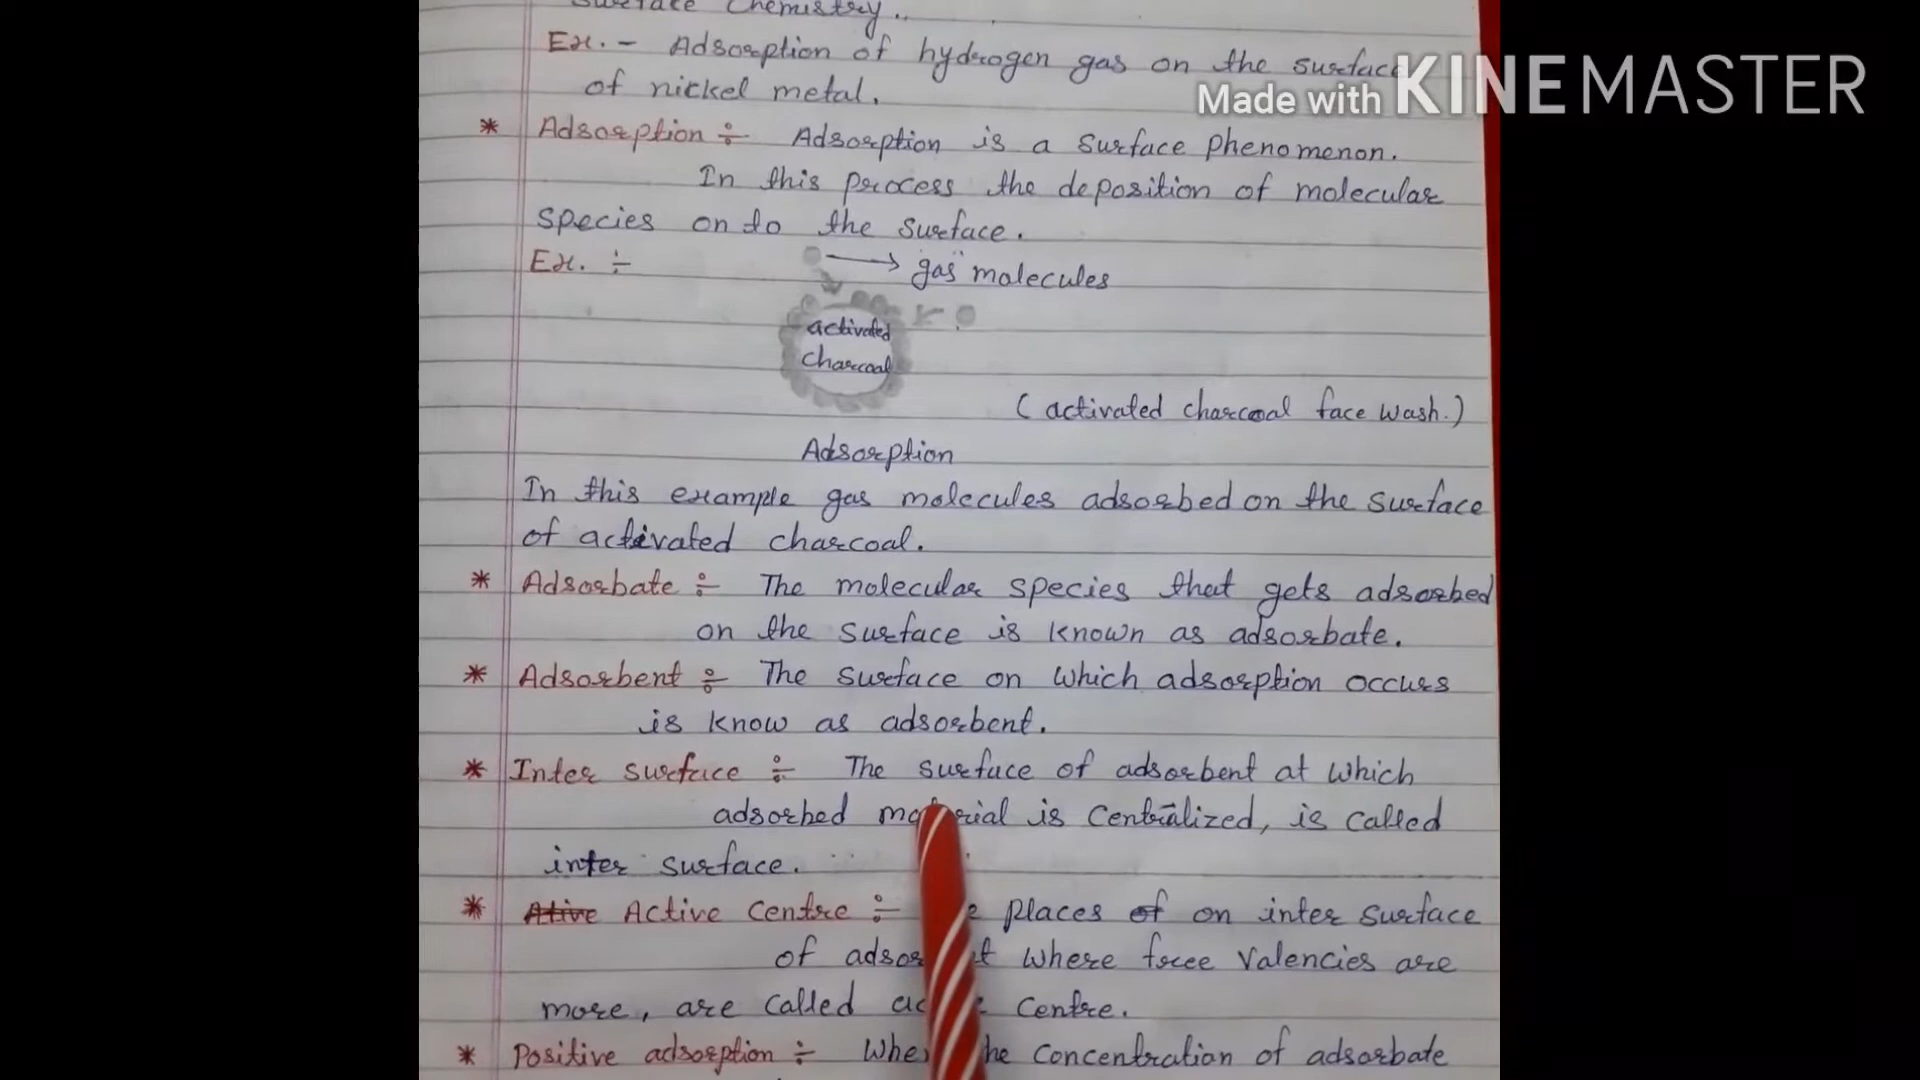 Surface Chemistry..
Ex. - Adsorption of hydrogen gas on the surface
of nickel metal.
Made with KINEMASTER
* Adsorption ÷ Adsorption is a surface phenomenon.
In this process the deposition of molecular
species on to the surface.
Ex. ÷
→ gas molecules
activated
charcoal
(activated charcoal face wash.)
Adsorption
In this example gas molecules adsorbed on the surface
of activated charcoal.
* Adsorbate ÷ The molecular species that gets adsorbed
on the surface is known as adsorbate.
* Adsorbent ÷ The surface on which adsorption occurs
is know as adsorbent.
* Inter surface ÷ The surface of adsorbent at which
adsorbed material is centralized, is called
inter surface.
* Ative Active Centre ÷ places of on inter surface
of where free valencies are
more, are called Centre.
* Positive adsorption ÷ the concentration of adsorbate